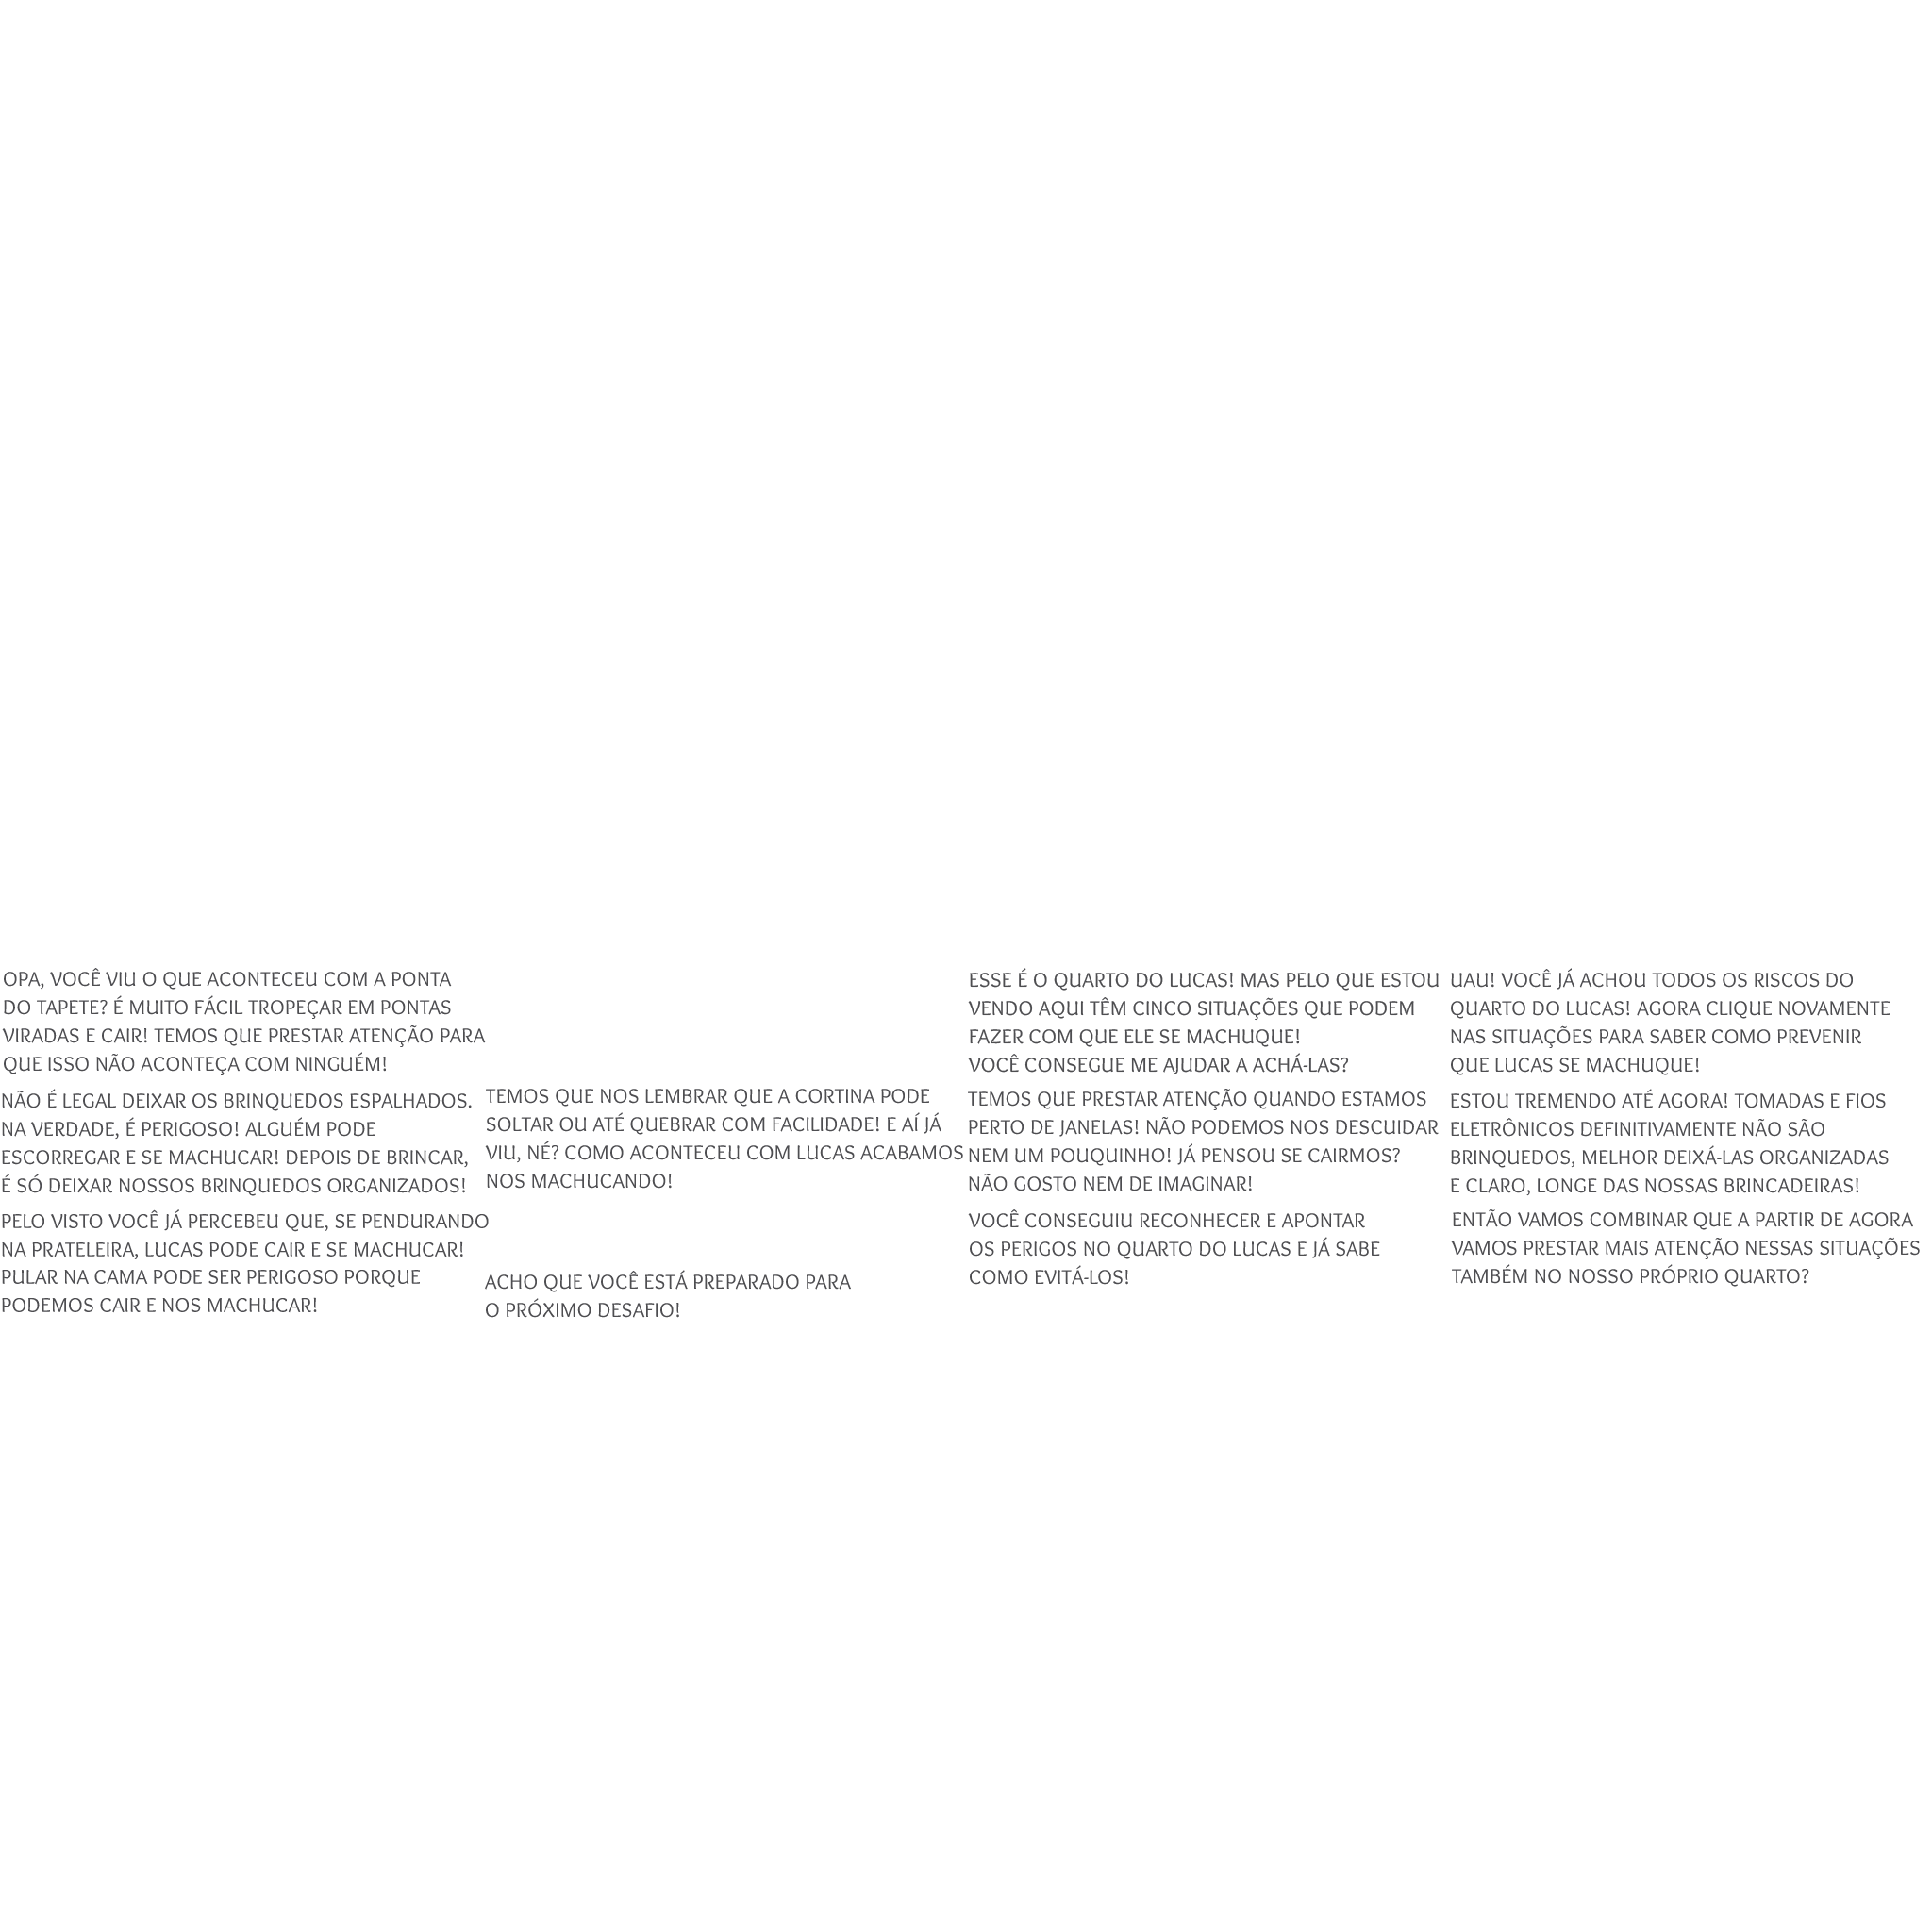 OPA, VOCÊ VIU O QUE ACONTECEU COM A PONTA
DO TAPETE? É MUITO FÁCIL TROPEÇAR EM PONTAS
VIRADAS E CAIR! TEMOS QUE PRESTAR ATENÇÃO PARA
QUE ISSO NÃO ACONTEÇA COM NINGUÉM!
ESSE É O QUARTO DO LUCAS! MAS PELO QUE ESTOU
VENDO AQUI TÊM CINCO SITUAÇÕES QUE PODEM
FAZER COM QUE ELE SE MACHUQUE!
VOCÊ CONSEGUE ME AJUDAR A ACHÁ-LAS?
UAU! VOCÊ JÁ ACHOU TODOS OS RISCOS DO
QUARTO DO LUCAS! AGORA CLIQUE NOVAMENTE
NAS SITUAÇÕES PARA SABER COMO PREVENIR
QUE LUCAS SE MACHUQUE!
NÃO É LEGAL DEIXAR OS BRINQUEDOS ESPALHADOS.
NA VERDADE, É PERIGOSO! ALGUÉM PODE
ESCORREGAR E SE MACHUCAR! DEPOIS DE BRINCAR,
É SÓ DEIXAR NOSSOS BRINQUEDOS ORGANIZADOS!
TEMOS QUE NOS LEMBRAR QUE A CORTINA PODE
SOLTAR OU ATÉ QUEBRAR COM FACILIDADE! E AÍ JÁ
VIU, NÉ? COMO ACONTECEU COM LUCAS ACABAMOS
NOS MACHUCANDO!
TEMOS QUE PRESTAR ATENÇÃO QUANDO ESTAMOS
PERTO DE JANELAS! NÃO PODEMOS NOS DESCUIDAR
NEM UM POUQUINHO! JÁ PENSOU SE CAIRMOS?
NÃO GOSTO NEM DE IMAGINAR!
ESTOU TREMENDO ATÉ AGORA! TOMADAS E FIOS
ELETRÔNICOS DEFINITIVAMENTE NÃO SÃO
BRINQUEDOS, MELHOR DEIXÁ-LAS ORGANIZADAS
E CLARO, LONGE DAS NOSSAS BRINCADEIRAS!
PELO VISTO VOCÊ JÁ PERCEBEU QUE, SE PENDURANDO
NA PRATELEIRA, LUCAS PODE CAIR E SE MACHUCAR!
PULAR NA CAMA PODE SER PERIGOSO PORQUE
PODEMOS CAIR E NOS MACHUCAR!
ACHO QUE VOCÊ ESTÁ PREPARADO PARA
O PRÓXIMO DESAFIO!
VOCÊ CONSEGUIU RECONHECER E APONTAR
OS PERIGOS NO QUARTO DO LUCAS E JÁ SABE
COMO EVITÁ-LOS!
ENTÃO VAMOS COMBINAR QUE A PARTIR DE AGORA
VAMOS PRESTAR MAIS ATENÇÃO NESSAS SITUAÇÕES
TAMBÉM NO NOSSO PRÓPRIO QUARTO?